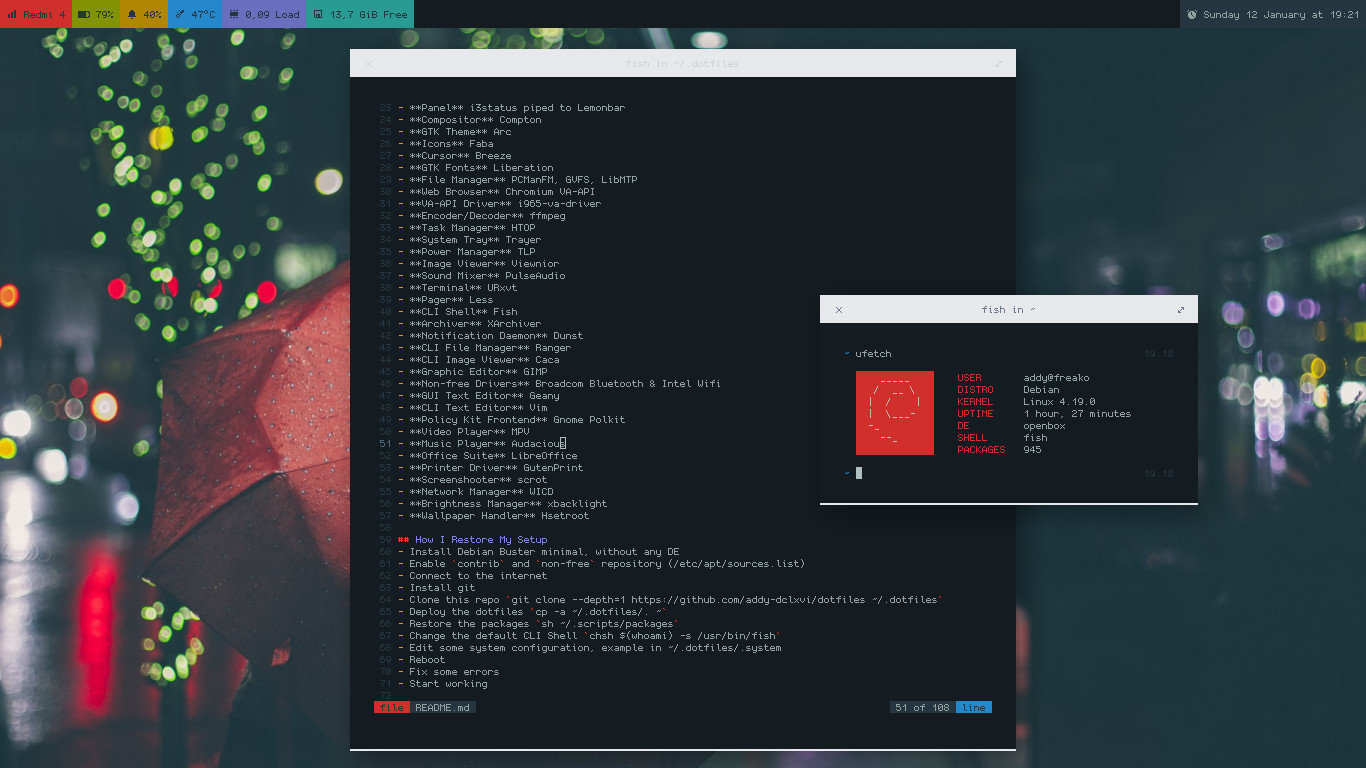 Redmi 4 79% 40% 47°C 0,09 Load 13,7 GiB Free Sunday 12 January at 19:21
fish in ~/.dotfiles
23 - **Panel** i3status piped to Lemonbar
24 - **Compositor** Compton
25 - **GTK Theme** Arc
26 - **Icons** Faba
27 - **Cursor** Breeze
28 - **GTK Fonts** Liberation
29 - **File Manager** PCManFM, GVFS, LibMTP
30 - **Web Browser** Chromium VA-API
31 - **VA-API Driver** i965-va-driver
32 - **Encoder/Decoder** ffmpeg
33 - **Task Manager** HTOP
34 - **System Tray** Trayer
35 - **Power Manager** TLP
36 - **Image Viewer** Viewnior
37 - **Sound Mixer** PulseAudio
38 - **Terminal** URxvt
39 - **Pager** Less
40 - **CLI Shell** Fish
41 - **Archiver** XArchiver
42 - **Notification Daemon** Dunst
43 - **CLI File Manager** Ranger
44 - **CLI Image Viewer** Caca
45 - **Graphic Editor** GIMP
46 - **Non-free Drivers** Broadcom Bluetooth & Intel Wifi
47 - **GUI Text Editor** Geany
48 - **CLI Text Editor** Vim
49 - **Policy Kit Frontend** Gnome Polkit
50 - **Video Player** MPV
51 - **Music Player** Audacious
52 - **Office Suite** LibreOffice
53 - **Printer Driver** GutenPrint
54 - **Screenshooter** scrot
55 - **Network Manager** WICD
56 - **Brightness Manager** xbacklight
57 - **Wallpaper Handler** Hsetroot
58
59 ## How I Restore My Setup
60 - Install Debian Buster minimal, without any DE
61 - Enable `contrib` and `non-free` repository (/etc/apt/sources.list)
62 - Connect to the internet
63 - Install git
64 - Clone this repo `git clone --depth=1 https://github.com/addy-dclxvi/dotfiles ~/.dotfiles`
65 - Deploy the dotfiles `cp -a ~/.dotfiles/. ~`
66 - Restore the packages `sh ~/.scripts/packages`
67 - Change the default CLI Shell `chsh $(whoami) -s /usr/bin/fish`
68 - Edit some system configuration, example in ~/.dotfiles/.system
69 - Reboot
70 - Fix some errors
71 - Start working
72
file README.md 51 of 108 line
fish in ~
~ ufetch 19:18
USER addy@freako
DISTRO Debian
KERNEL Linux 4.19.0
UPTIME 1 hour, 27 minutes
DE openbox
SHELL fish
PACKAGES 945
~ 19:18